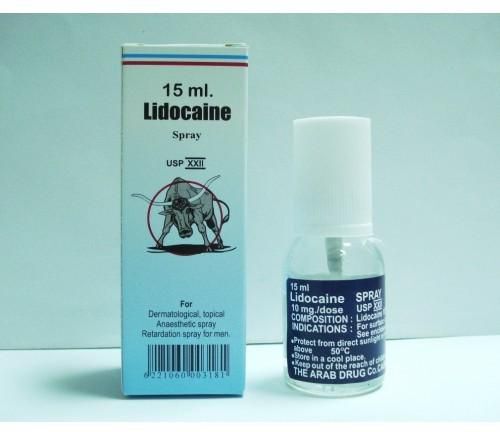 15 ml.
Lidocaine
Spray
USP XXII
For
Dermatological, topical
Anaesthetic spray
Retardation spray for men.
6221060 000318
15 ml
Lidocaine SPRAY
10 mg./dose USP XXII
COMPOSITION : Lidocaine
INDICATIONS : For surface
See
•Protect from direct sunlight
above 50°C
•Store in a cool place.
•Keep out of the reach of
THE ARAB DRUG Co.